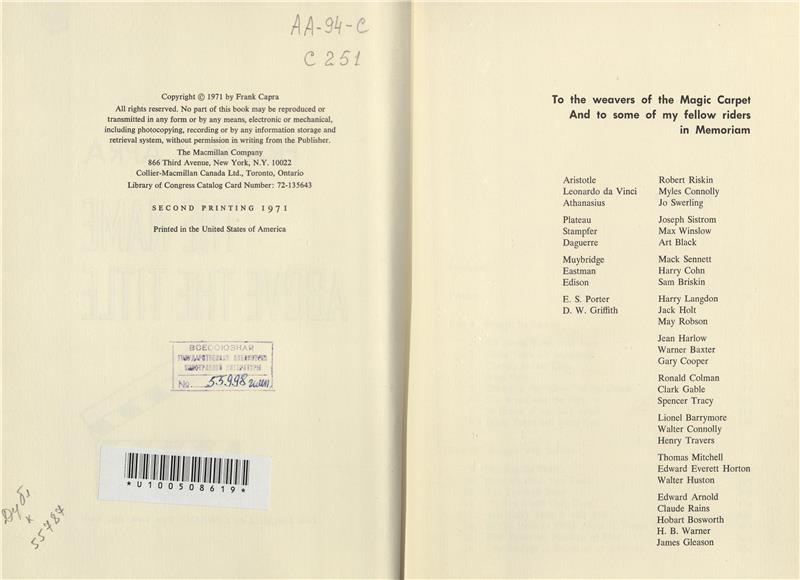 AA-94-C
C 251
Copyright © 1971 by Frank Capra
All rights reserved. No part of this book may be reproduced or
transmitted in any form or by any means, electronic or mechanical,
including photocopying, recording or by any information storage and
retrieval system, without permission in writing from the Publisher.
The Macmillan Company
866 Third Avenue, New York, N.Y. 10022
Collier-Macmillan Canada Ltd., Toronto, Ontario
Library of Congress Catalog Card Number: 72-135643
SECOND PRINTING 1971
Printed in the United States of America
ВСЕСОЮЗНАЯ
ГОСУДАРСТВЕННАЯ БИБЛИОТЕКА
ИНОСТРАННОЙ ЛИТЕРАТУРЫ
№ 55998
*U100508619*
Дубл
к
55787
To the weavers of the Magic Carpet
And to some of my fellow riders
in Memoriam
Aristotle
Leonardo da Vinci
Athanasius
Plateau
Stampfer
Daguerre
Muybridge
Eastman
Edison
E. S. Porter
D. W. Griffith
Robert Riskin
Myles Connolly
Jo Swerling
Joseph Sistrom
Max Winslow
Art Black
Mack Sennett
Harry Cohn
Sam Briskin
Harry Langdon
Jack Holt
May Robson
Jean Harlow
Warner Baxter
Gary Cooper
Ronald Colman
Clark Gable
Spencer Tracy
Lionel Barrymore
Walter Connolly
Henry Travers
Thomas Mitchell
Edward Everett Horton
Walter Huston
Edward Arnold
Claude Rains
Hobart Bosworth
H. B. Warner
James Gleason